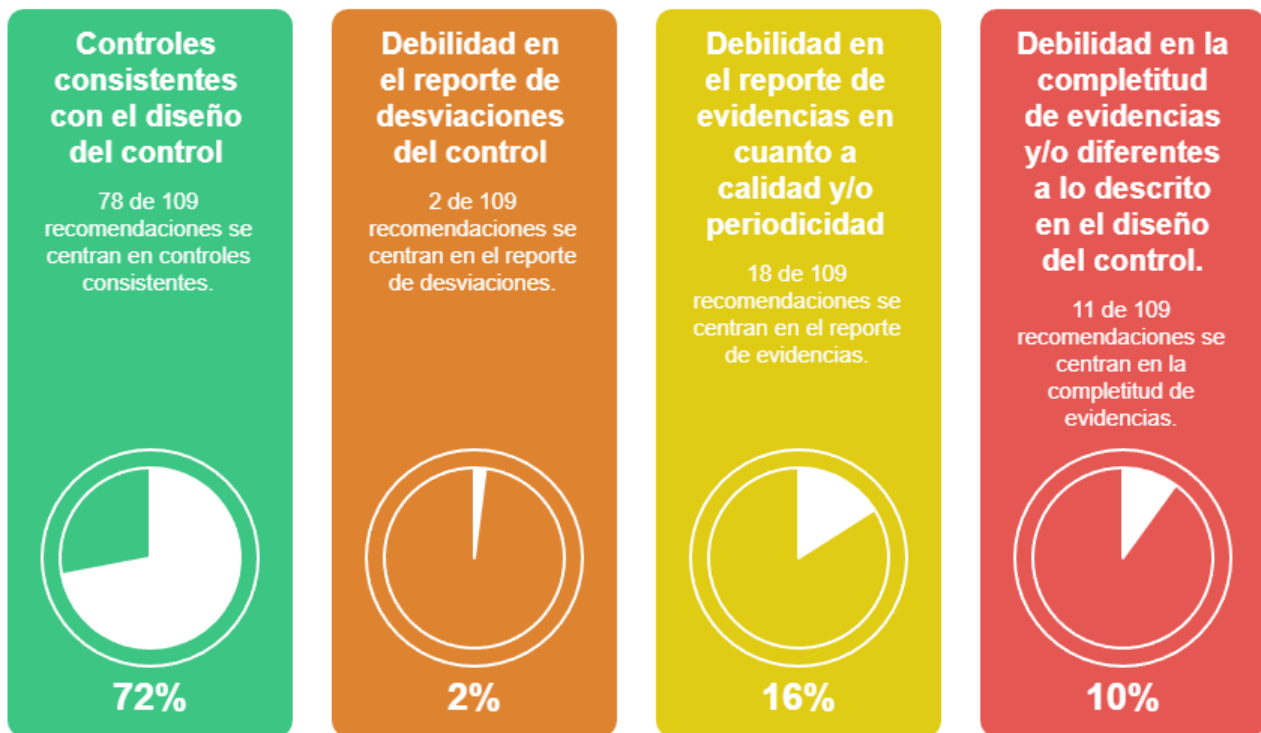 Controles
consistentes
con el diseño
del control
78 de 109
recomendaciones se
centran en controles
consistentes.
72%
Debilidad en
el reporte de
desviaciones
del control
2 de 109
recomendaciones se
centran en el reporte
de desviaciones.
2%
Debilidad en
el reporte de
evidencias en
cuanto a
calidad y/o
periodicidad
18 de 109
recomendaciones se
centran en el reporte
de evidencias.
16%
Debilidad en la
completitud
de evidencias
y/o diferentes
a lo descrito
en el diseño
del control.
11 de 109
recomendaciones se
centran en la
completitud de
evidencias.
10%